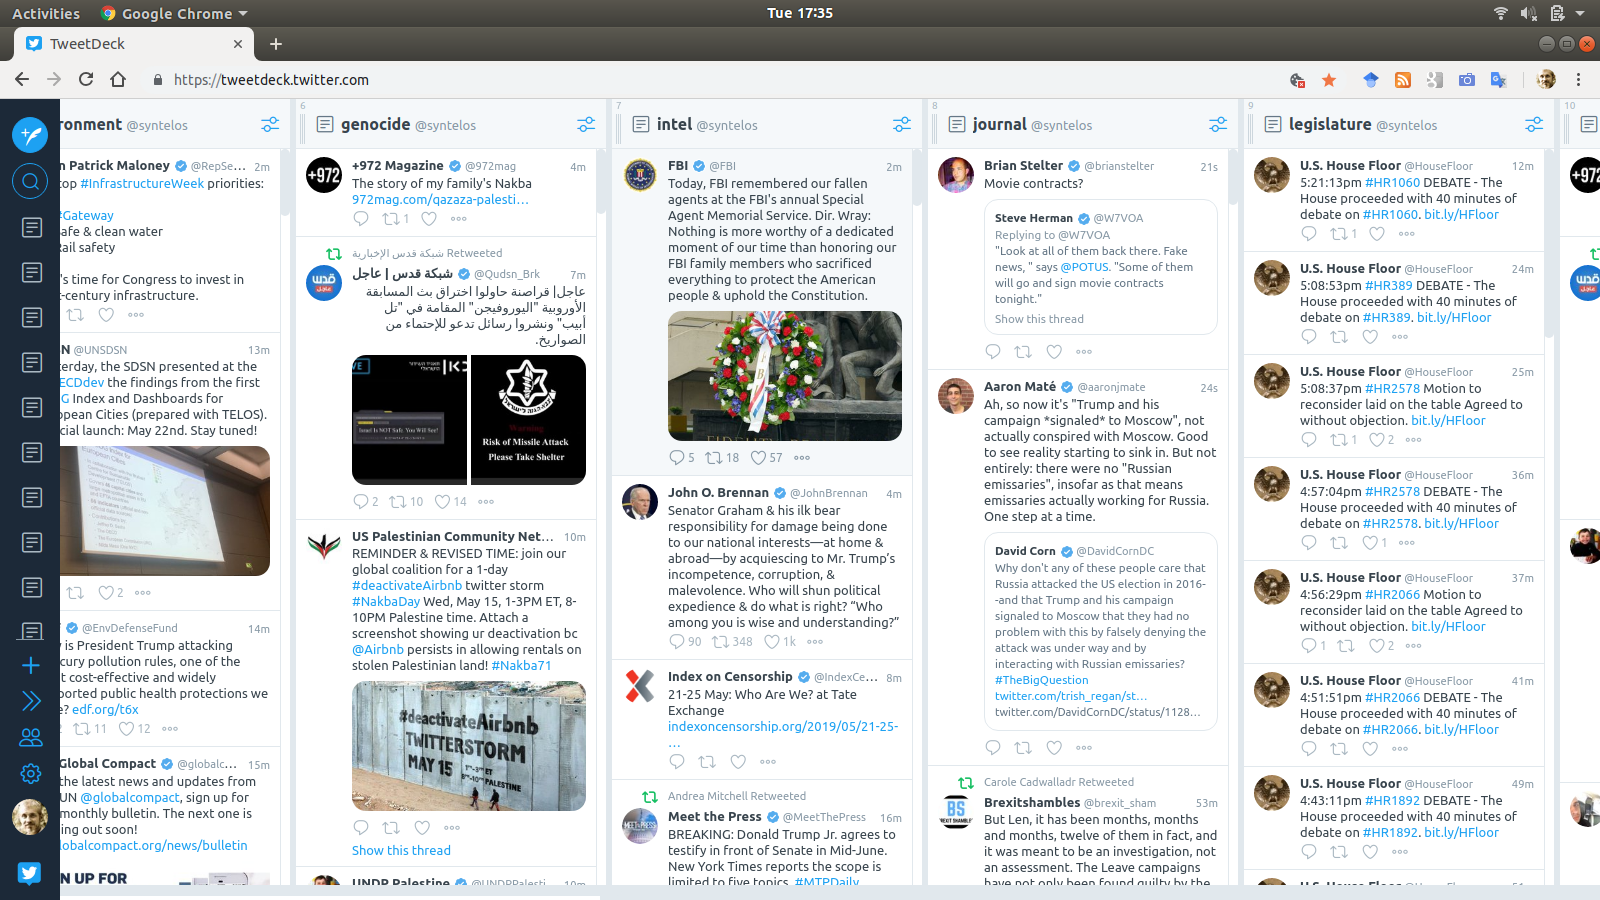 Activities
Google Chrome
Tue 17:35
TweetDeck
https://tweetdeck.twitter.com
ronment @syntelos
n Patrick Maloney @RepSe... 2m
top #InfrastructureWeek priorities:
#Gateway
afe & clean water
Rail safety
's time for Congress to invest in
t-century infrastructure.
N @UNSDSN 13m
terday, the SDSN presented at the
ECDdev the findings from the first
G Index and Dashboards for
opean Cities (prepared with TELOS).
cial launch: May 22nd. Stay tuned!
2
@EnvDefenseFund 14m
y is President Trump attacking
cury pollution rules, one of the
t cost-effective and widely
ported public health protections we
e? edf.org/t6x
2 11 12
Global Compact @globalc... 15m
the latest news and updates from
UN @globalcompact, sign up for
monthly bulletin. The next one is
ing out soon!
lobalcompact.org/news/bulletin
N UP FOR
6
genocide @syntelos
+972 Magazine @972mag 4m
+972
The story of my family's Nakba
972mag.com/qazaza-palesti...
1
شبكة قدس الإخبارية Retweeted
شبكة قدس | عاجل @Qudsn_Brk 7m
عاجل| قراصنة حاولوا اختراق بث المسابقة
الأوروبية "اليوروفيجن" المقامة في "تل
أبيب" ونشروا رسائل تدعو للإحتماء من
الصواريخ.
Israel is NOT Safe You Will See!
Warning
Risk of Missile Attack
Please Take Shelter
2 10 14
US Palestinian Community Net... 10m
REMINDER & REVISED TIME: join our
global coalition for a 1-day
#deactivateAirbnb twitter storm
#NakbaDay Wed, May 15, 1-3PM ET, 8-
10PM Palestine time. Attach a
screenshot showing ur deactivation bc
@Airbnb persists in allowing rentals on
stolen Palestinian land! #Nakba71
#deactivateAirbnb
TWITTERSTORM
MAY 15 1PM-3PM ET
8PM-10PM PALESTINE
Show this thread
UNDP Palestine @UNDPPalesti... 10m
7
intel @syntelos
FBI @FBI 2m
Today, FBI remembered our fallen
agents at the FBI's annual Special
Agent Memorial Service. Dir. Wray:
Nothing is more worthy of a dedicated
moment of our time than honoring our
FBI family members who sacrificed
everything to protect the American
people & uphold the Constitution.
FIDELITY
5 18 57
John O. Brennan @JohnBrennan 4m
Senator Graham & his ilk bear
responsibility for damage being done
to our national interests—at home &
abroad—by acquiescing to Mr. Trump's
incompetence, corruption, &
malevolence. Who will shun political
expedience & do what is right? “Who
among you is wise and understanding?”
90 348 1k
Index on Censorship @IndexCe... 8m
21-25 May: Who Are We? at Tate
Exchange
indexoncensorship.org/2019/05/21-25-
...
Andrea Mitchell Retweeted
Meet the Press @MeetThePress 16m
BREAKING: Donald Trump Jr. agrees to
testify in front of Senate in Mid-June.
New York Times reports the scope is
limited to five topics. #MTPDaily
8
journal @syntelos
Brian Stelter @brianstelter 21s
Movie contracts?
Steve Herman @W7VOA
Replying to @W7VOA
"Look at all of them back there. Fake
news, " says @POTUS. "Some of them
will go and sign movie contracts
tonight."
Show this thread
Aaron Maté @aaronjmate 24s
Ah, so now it's "Trump and his
campaign *signaled* to Moscow", not
actually conspired with Moscow. Good
to see reality starting to sink in. But not
entirely: there were no "Russian
emissaries", insofar as that means
emissaries actually working for Russia.
One step at a time.
David Corn @DavidCornDC
Why don't any of these people care that
Russia attacked the US election in 2016-
-and that Trump and his campaign
signaled to Moscow that they had no
problem with this by falsely denying the
attack was under way and by
interacting with Russian emissaries?
#TheBigQuestion
twitter.com/trish_regan/st...
twitter.com/DavidCornDC/status/1128...
Carole Cadwalladr Retweeted
Brexitshambles @brexit_sham 53m
BS
BREXIT SHAMBLES
But Len, it has been months, months
and months, twelve of them in fact, and
it was meant to be an investigation, not
an assessment. The Leave campaigns
have not only been found guilty by the
9
legislature @syntelos
U.S. House Floor @HouseFloor 12m
5:21:13pm #HR1060 DEBATE - The
House proceeded with 40 minutes of
debate on #HR1060. bit.ly/HFloor
1
U.S. House Floor @HouseFloor 24m
5:08:53pm #HR389 DEBATE - The
House proceeded with 40 minutes of
debate on #HR389. bit.ly/HFloor
U.S. House Floor @HouseFloor 25m
5:08:37pm #HR2578 Motion to
reconsider laid on the table Agreed to
without objection. bit.ly/HFloor
1 2
U.S. House Floor @HouseFloor 36m
4:57:04pm #HR2578 DEBATE - The
House proceeded with 40 minutes of
debate on #HR2578. bit.ly/HFloor
1
U.S. House Floor @HouseFloor 37m
4:56:29pm #HR2066 Motion to
reconsider laid on the table Agreed to
without objection. bit.ly/HFloor
1 2
U.S. House Floor @HouseFloor 41m
4:51:51pm #HR2066 DEBATE - The
House proceeded with 40 minutes of
debate on #HR2066. bit.ly/HFloor
U.S. House Floor @HouseFloor 49m
4:43:11pm #HR1892 DEBATE - The
House proceeded with 40 minutes of
debate on #HR1892. bit.ly/HFloor
U.S. House Floor @HouseFloor
10
+972